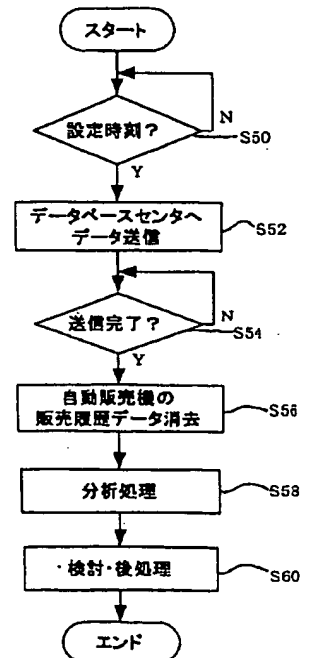 スタート
設定時刻?
N
S50
Y
データベースセンタへ
データ送信
S52
送信完了?
N
S54
Y
自動販売機の
販売履歴データ消去
S56
分析処理
S58
・検討・後処理
S60
エンド